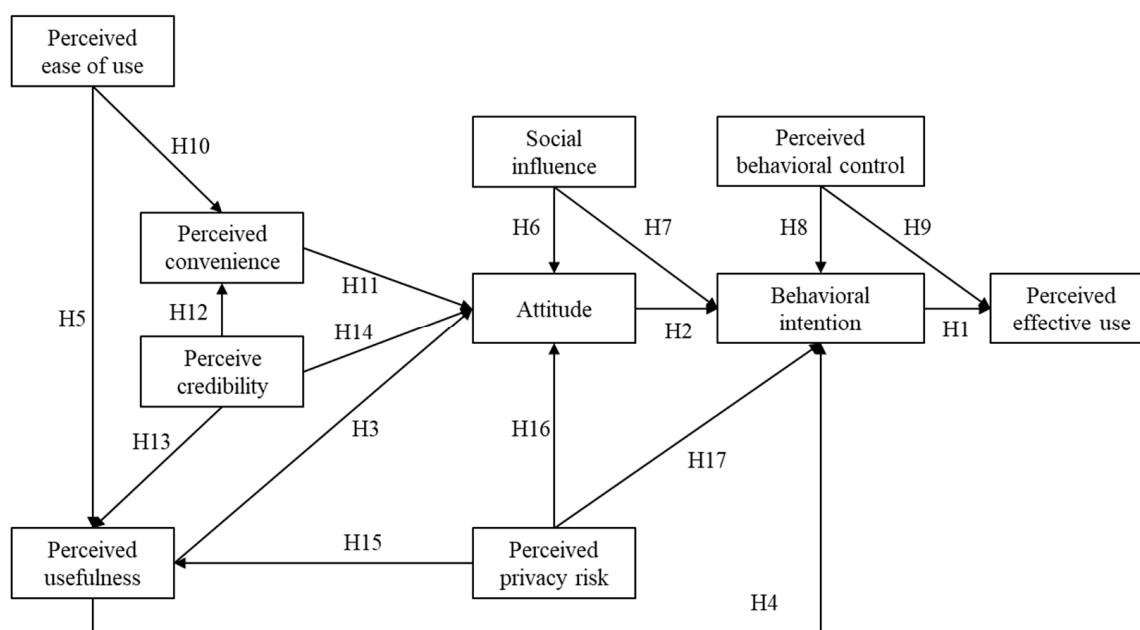 Perceived
ease of use
H10
Social
influence
Perceived
behavioral control
H6
H7
H8
H9
Perceived
convenience
H11
H5
H12
H14
Attitude
H2
Behavioral
intention
H1
Perceived
effective use
Perceive
credibility
H13
H3
H16
H17
Perceived
usefulness
H15
Perceived
privacy risk
H4